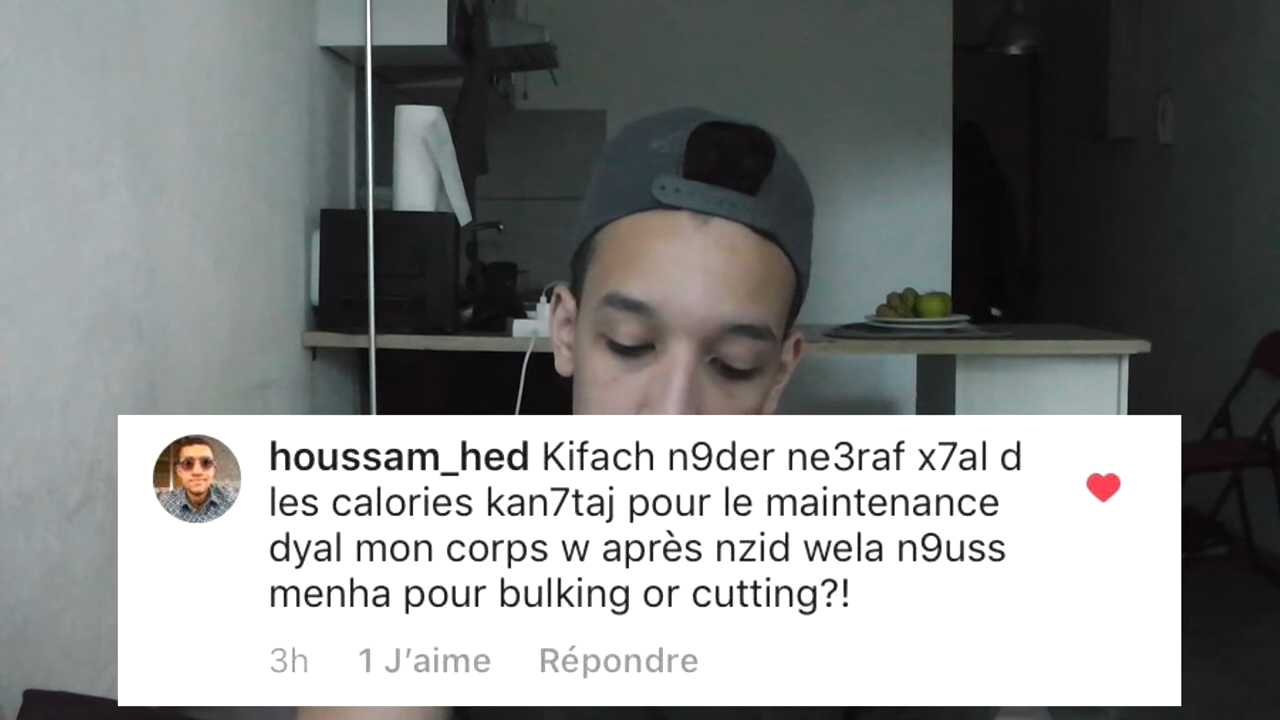 houssam_hed Kifach n9der ne3raf x7al d
les calories kan7taj pour le maintenance
dyal mon corps w après nzid wela n9uss
menha pour bulking or cutting?!
3h 1 J’aime Répondre